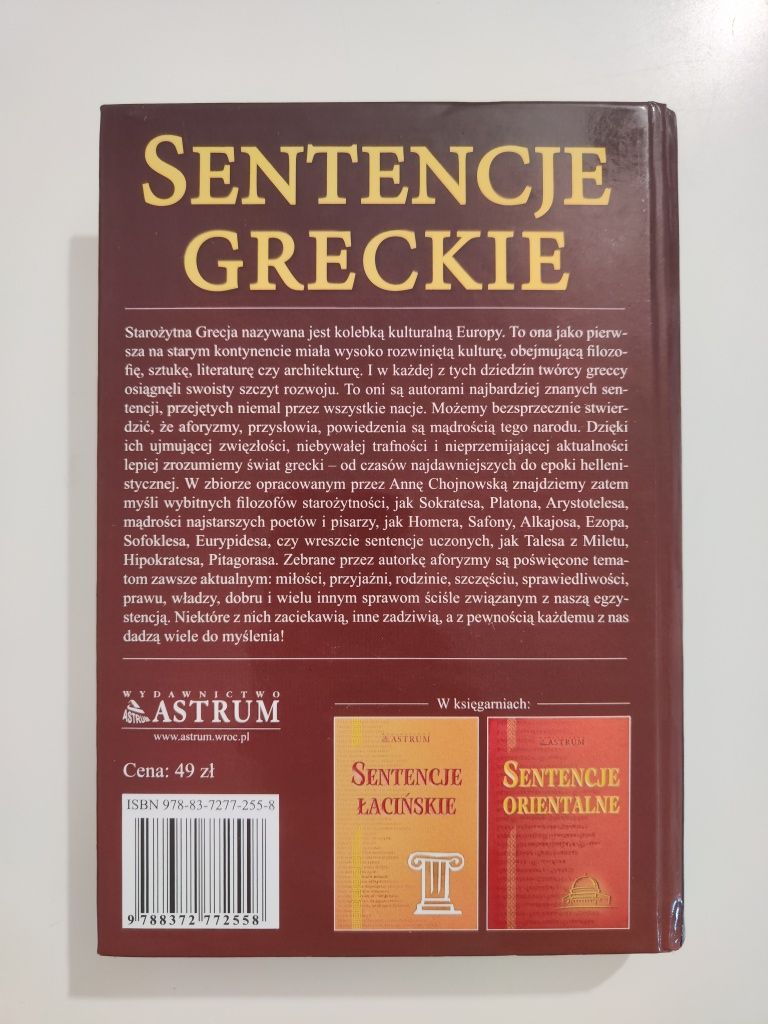 SENTENCJE
GRECKIE
Starożytna Grecja nazywana jest kolebką kulturalną Europy. To ona jako pierw-
sza na starym kontynencie miała wysoko rozwiniętą kulturę, obejmującą filozo-
fię, sztukę, literaturę czy architekturę. I w każdej z tych dziedzin twórcy greccy
osiągnęli swoisty szczyt rozwoju. To oni są autorami najbardziej znanych sen-
tencji, przejętych niemal przez wszystkie nacje. Możemy bezsprzecznie stwier-
dzić, że aforyzmy, przysłowia, powiedzenia są mądrością tego narodu. Dzięki
ich ujmującej zwięzłości, niebywałej trafności i nieprzemijającej aktualności
lepiej zrozumiemy świat grecki – od czasów najdawniejszych do epoki helleni-
stycznej. W zbiorze opracowanym przez Annę Chojnowską znajdziemy zatem
myśli wybitnych filozofów starożytności, jak Sokratesa, Platona, Arystotelesa,
mądrości najstarszych poetów i pisarzy, jak Homera, Safony, Alkajosa, Ezopa,
Sofoklesa, Eurypidesa, czy wreszcie sentencje uczonych, jak Talesa z Miletu,
Hipokratesa, Pitagorasa. Zebrane przez autorkę aforyzmy są poświęcone tema-
tom zawsze aktualnym: miłości, przyjaźni, rodzinie, szczęściu, sprawiedliwości,
prawu, władzy, dobru i wielu innym sprawom ściśle związanym z naszą egzy-
stencją. Niektóre z nich zaciekawią, inne zadziwią, a z pewnością każdemu z nas
dadzą wiele do myślenia!
WYDAWNICTWO
ASTRUM ASTRUM
www.astrum.wroc.pl
Cena: 49 zł
ISBN 978-83-7277-255-8
9 788372 772558
W księgarniach:
ASTRUM
SENTENCJE
ŁACIŃSKIE
ASTRUM
SENTENCJE
ORIENTALNE